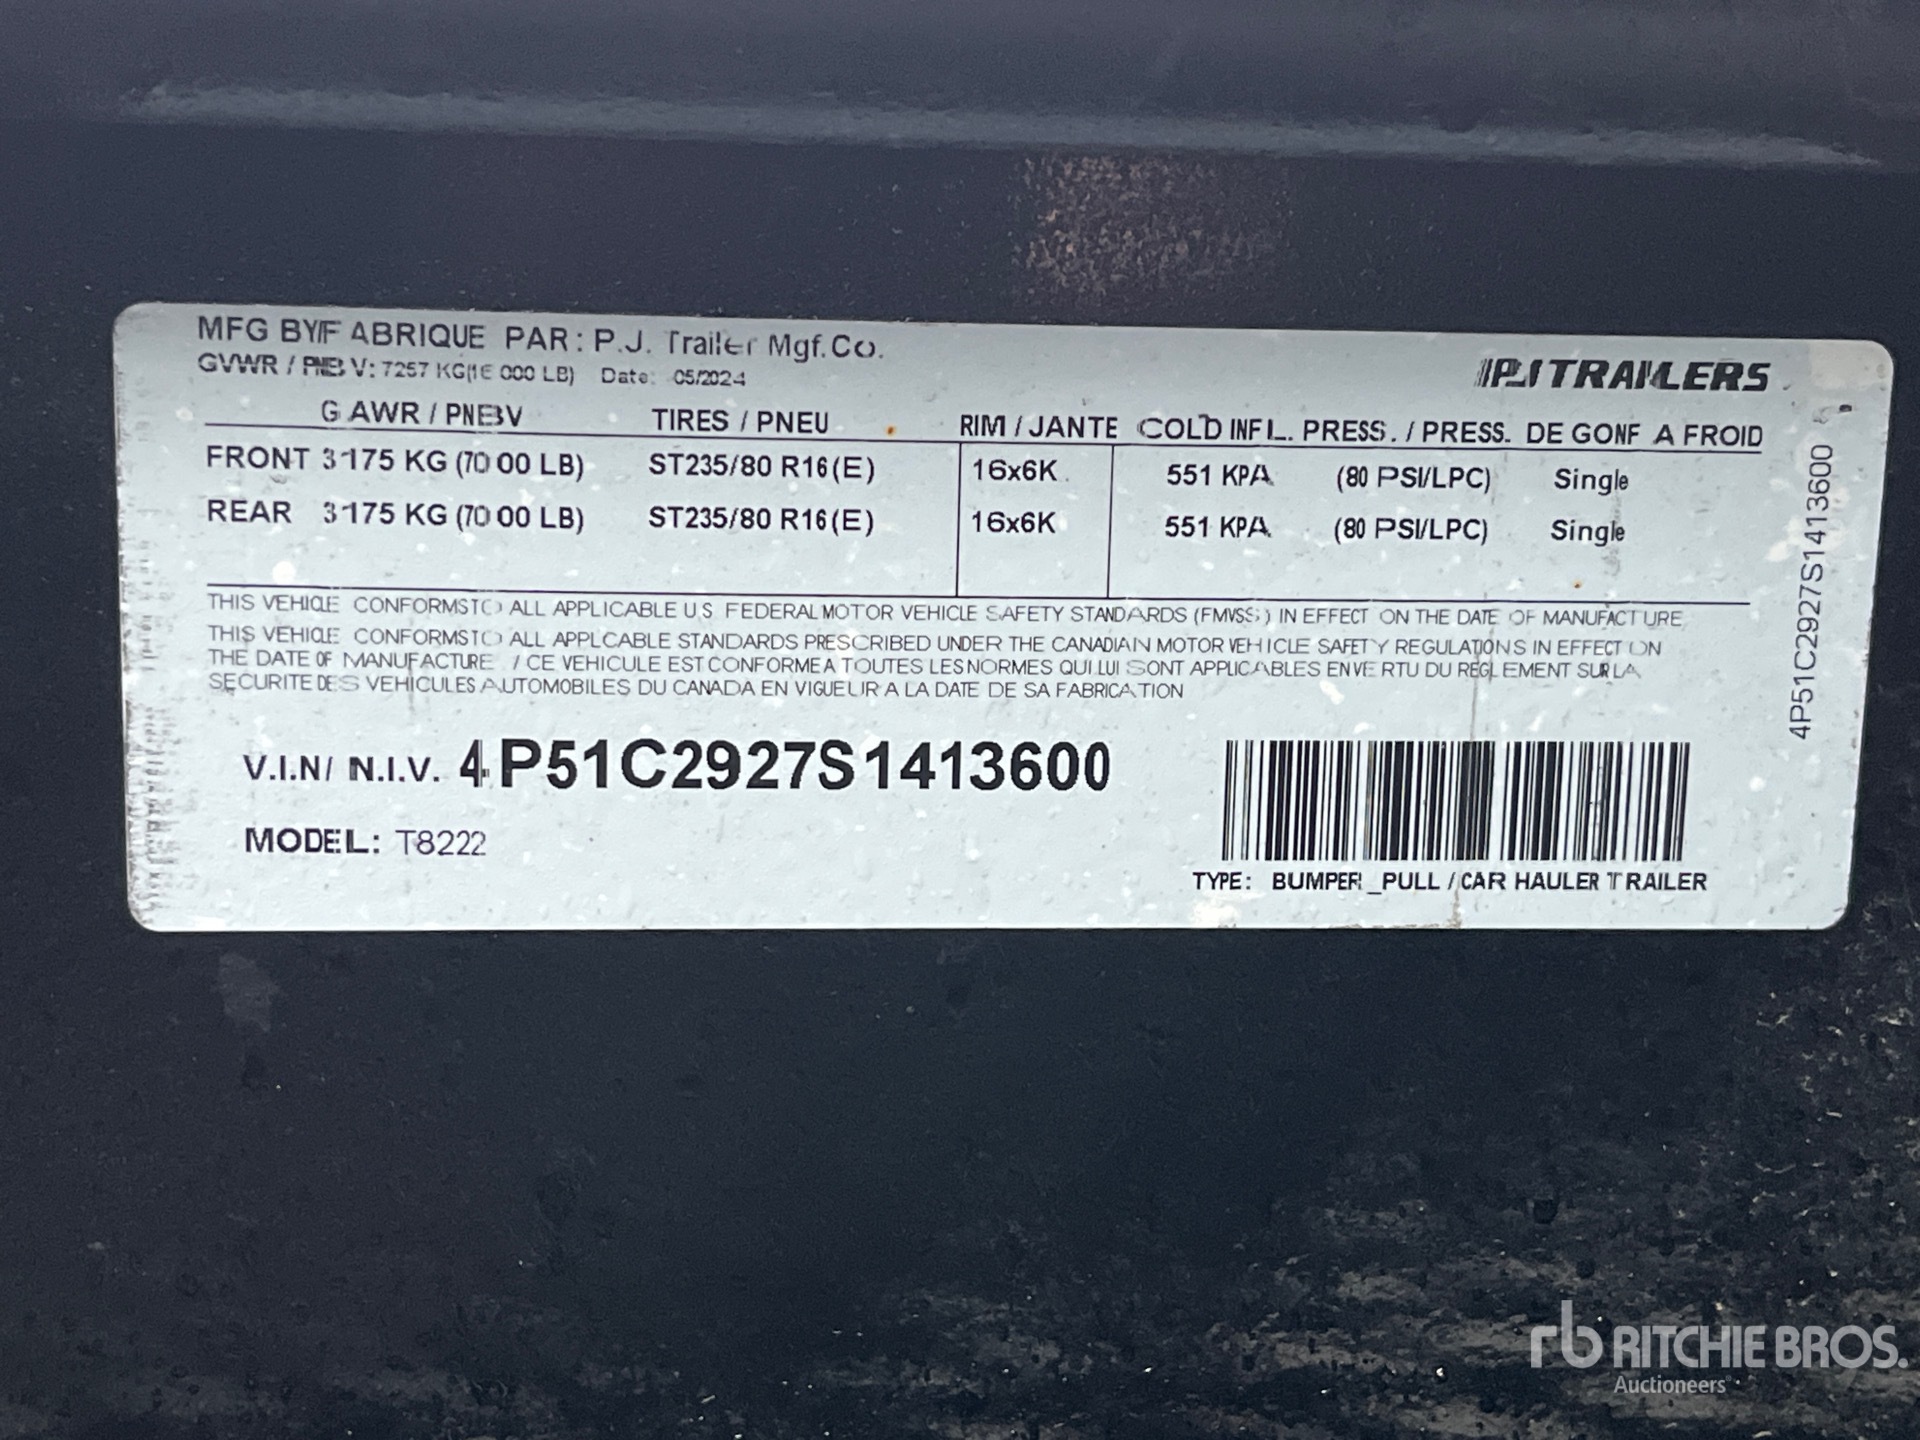 MFG BY/FABRIQUE PAR: P.J. Trailer Mgf. Co.
GVWR / PNBV: 7257 KG(16 000 LB) Date: 05/2024
PJ TRAILERS
GAWR / PNEBV TIRES / PNEU RIM / JANTE COLD INFL. PRESS. / PRESS. DE GONF A FROID
FRONT 3175 KG (7000 LB) ST235/80 R16(E) 16x6K 551 KPA (80 PSI/LPC) Single
REAR 3175 KG (7000 LB) ST235/80 R16(E) 16x6K 551 KPA (80 PSI/LPC) Single
THIS VEHICLE CONFORMS TO ALL APPLICABLE U.S FEDERAL MOTOR VEHICLE SAFETY STANDARDS (FMVSS) IN EFFECT ON THE DATE OF MANUFACTURE
THIS VEHICLE CONFORMS TO ALL APPLCABLE STANDARDS PRESCRIBED UNDER THE CANADIAN MOTOR VEHICLE SAFETY REGULATIONS IN EFFECT ON
THE DATE OF MANUFACTURE. / CE VEHICULE EST CONFORME A TOUTES LES NORMES QUI LUI SONT APPLICABLES EN VERTU DU REGLEMENT SUR LA
SECURITE DES VEHICULES AUTOMOBILES DU CANADA EN VIGUEUR A LA DATE DE SA FABRICATION
V.I.N/ N.I.V. 4P51C2927S1413600
MODEL: T8222
TYPE: BUMPER_PULL / CAR HAULER TRAILER
4P51C2927S1413600
rb RITCHIE BROS.
Auctioneers